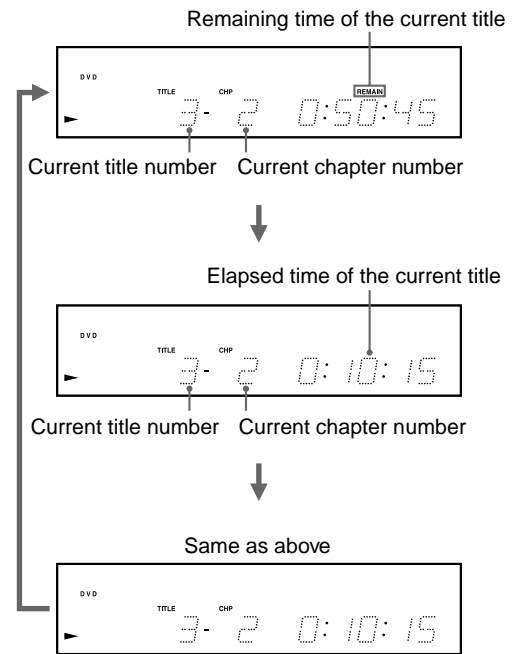 Remaining time of the current title
DVD
TITLE CHP REMAIN
3- 2 0:50:45
Current title number Current chapter number
Elapsed time of the current title
DVD
TITLE CHP
3- 2 0:10:15
Current title number Current chapter number
Same as above
DVD
TITLE CHP
3- 2 0:10:15